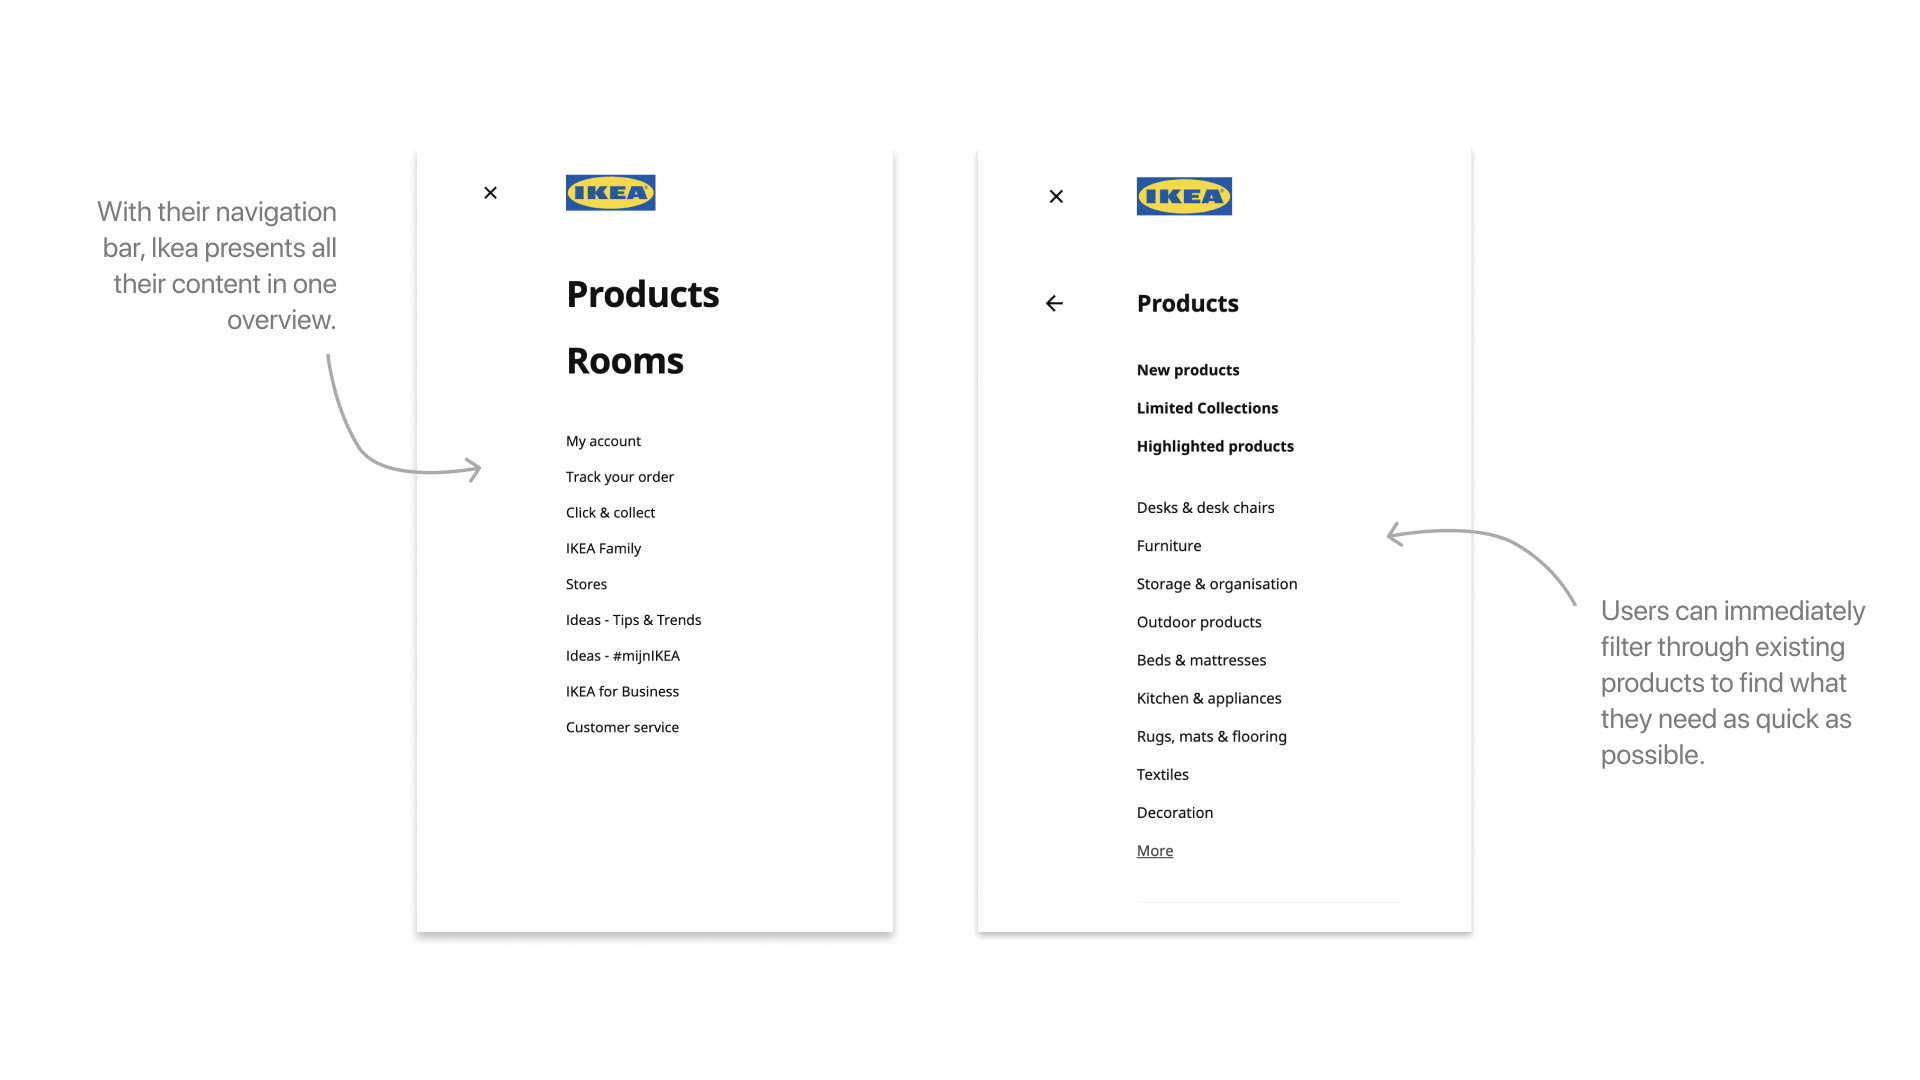 With their navigation
bar, Ikea presents all
their content in one
overview.
IKEA
Products
Rooms
My account
Track your order
Click & collect
IKEA Family
Stores
Ideas - Tips & Trends
Ideas - #mijnIKEA
IKEA for Business
Customer service
IKEA
Products
New products
Limited Collections
Highlighted products
Desks & desk chairs
Furniture
Storage & organisation
Outdoor products
Beds & mattresses
Kitchen & appliances
Rugs, mats & flooring
Textiles
Decoration
More
Users can immediately
filter through existing
products to find what
they need as quick as
possible.